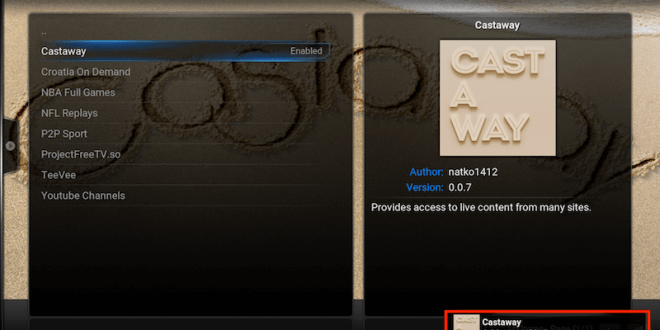 ..
Castaway Enabled
Croatia On Demand
NBA Full Games
NFL Replays
P2P Sport
ProjectFreeTV.so
TeeVee
Youtube Channels
Castaway
CAST
A
WAY
Author: natko1412
Version: 0.0.7
Provides access to live content from many sites.
Castaway